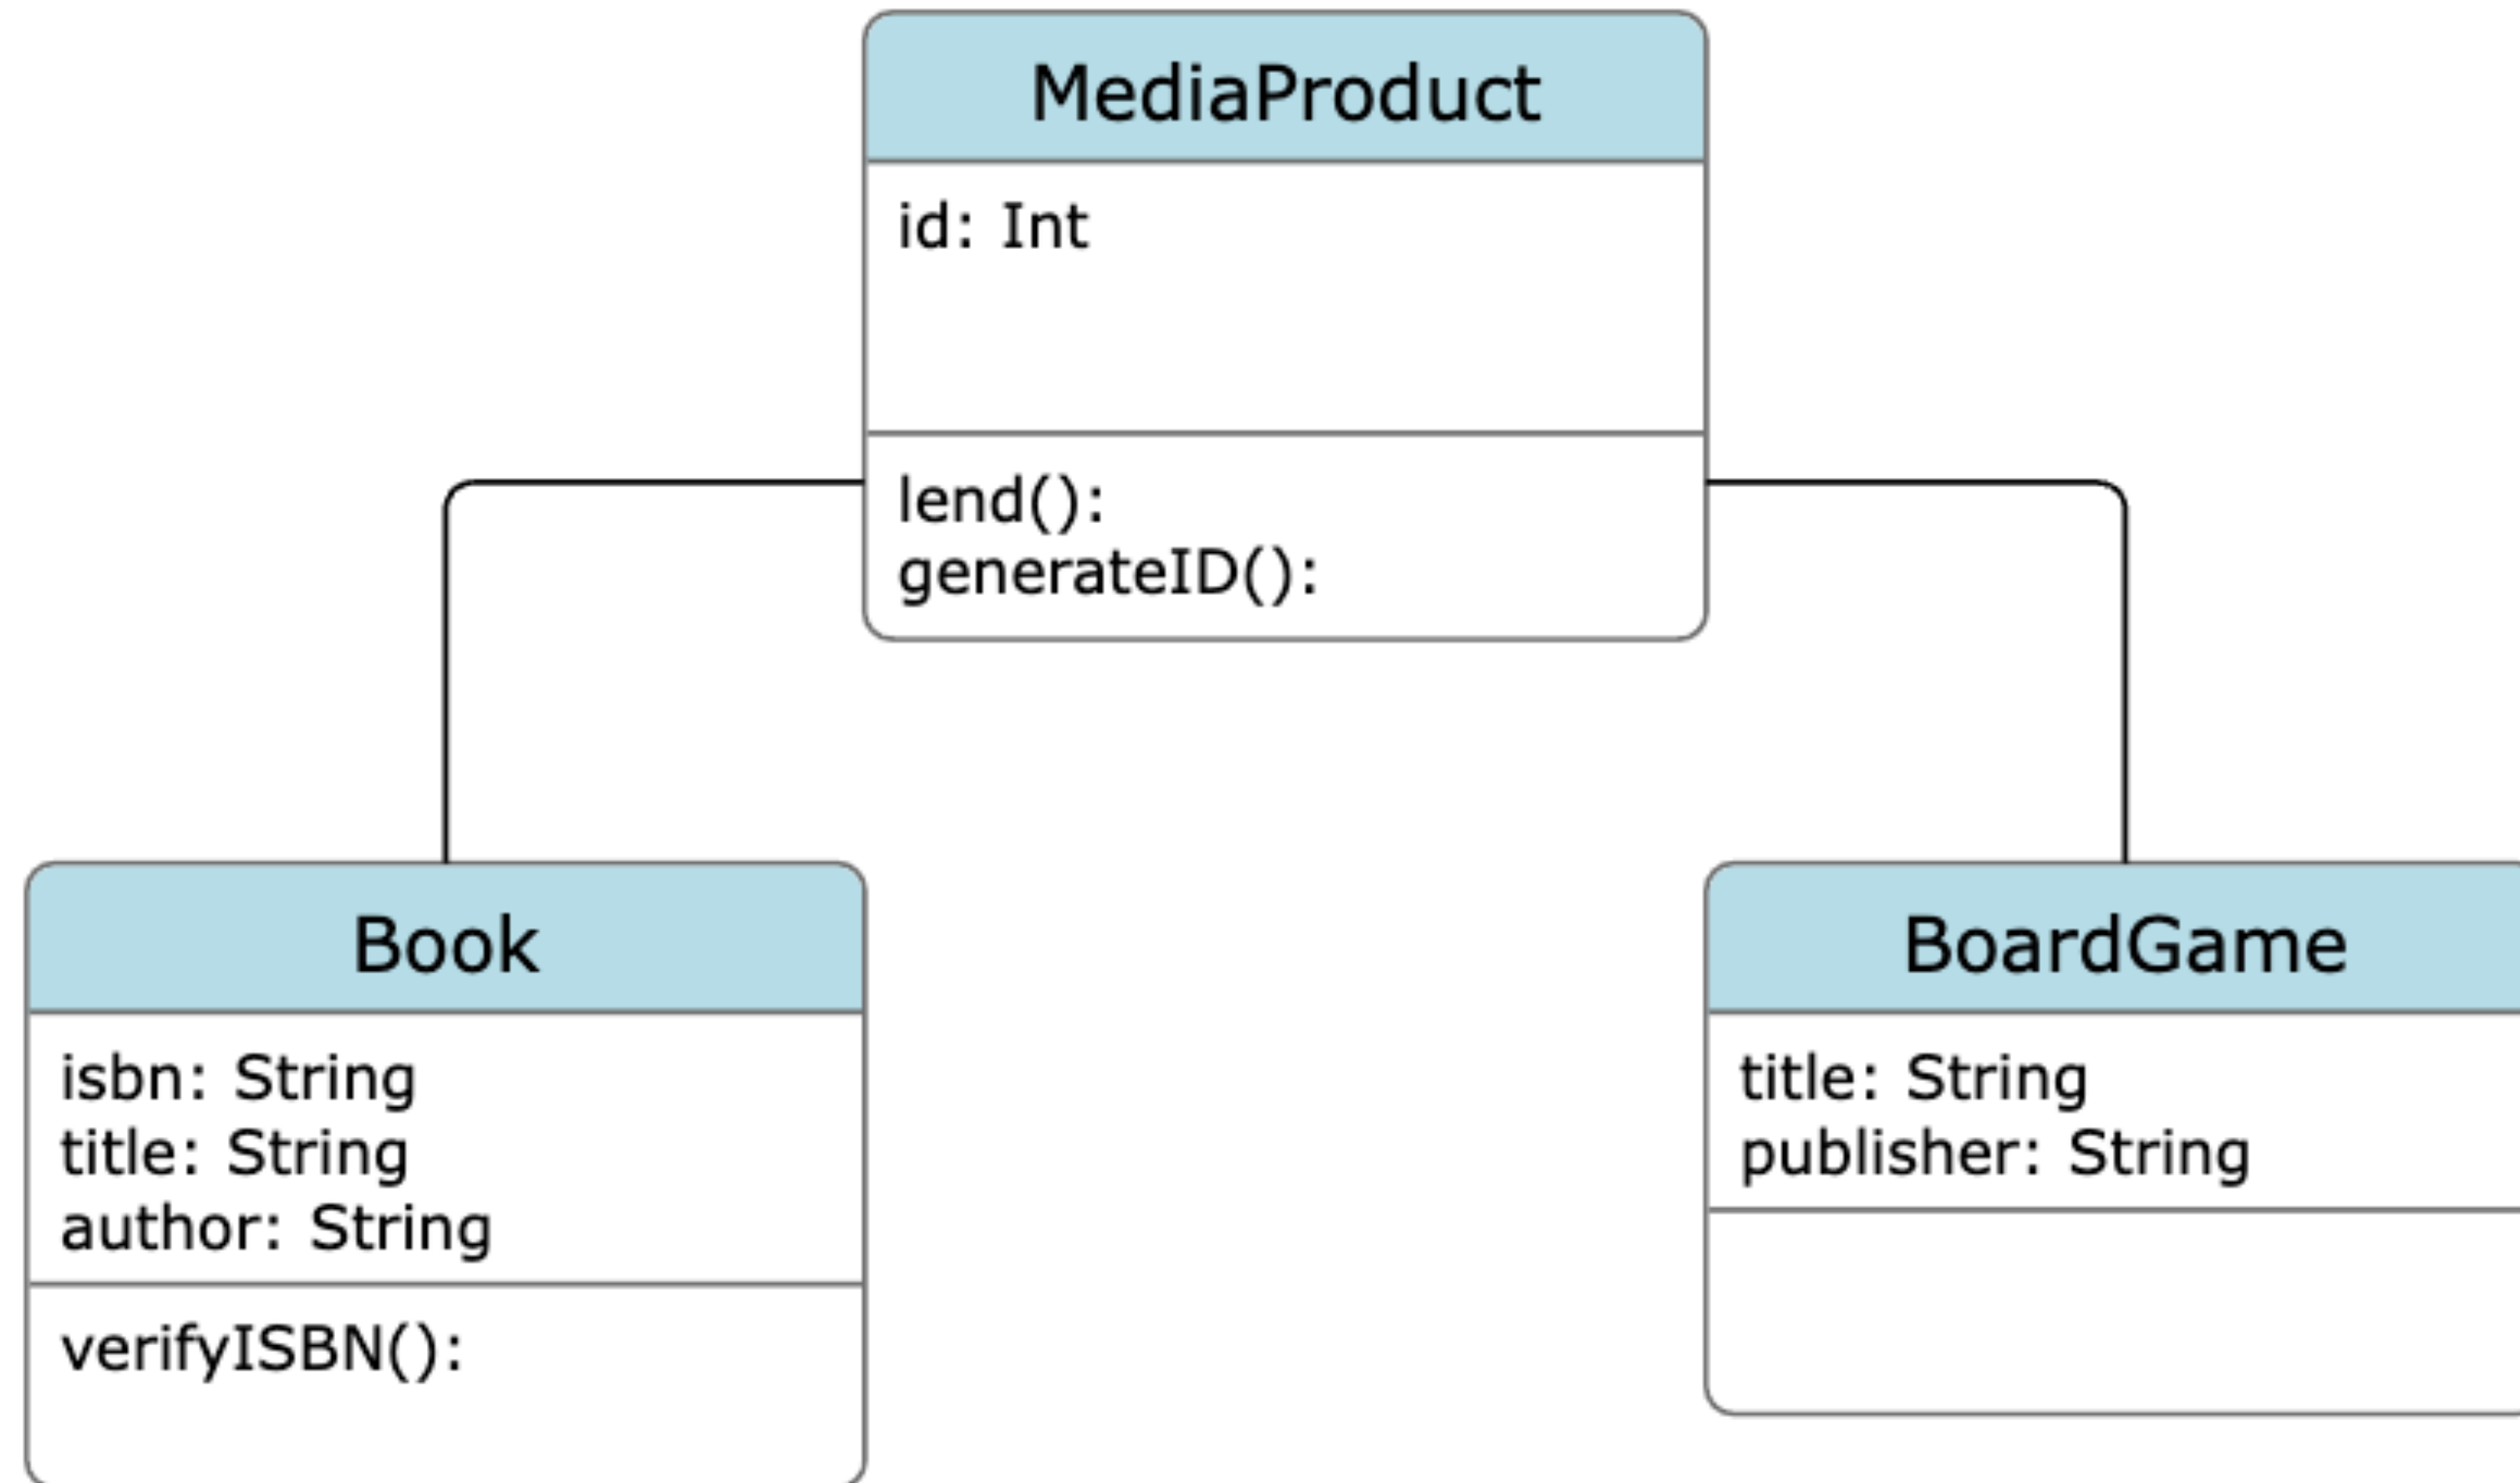 MediaProduct
id: Int
lend():
generateID():
Book
isbn: String
title: String
author: String
verifyISBN():
BoardGame
title: String
publisher: String